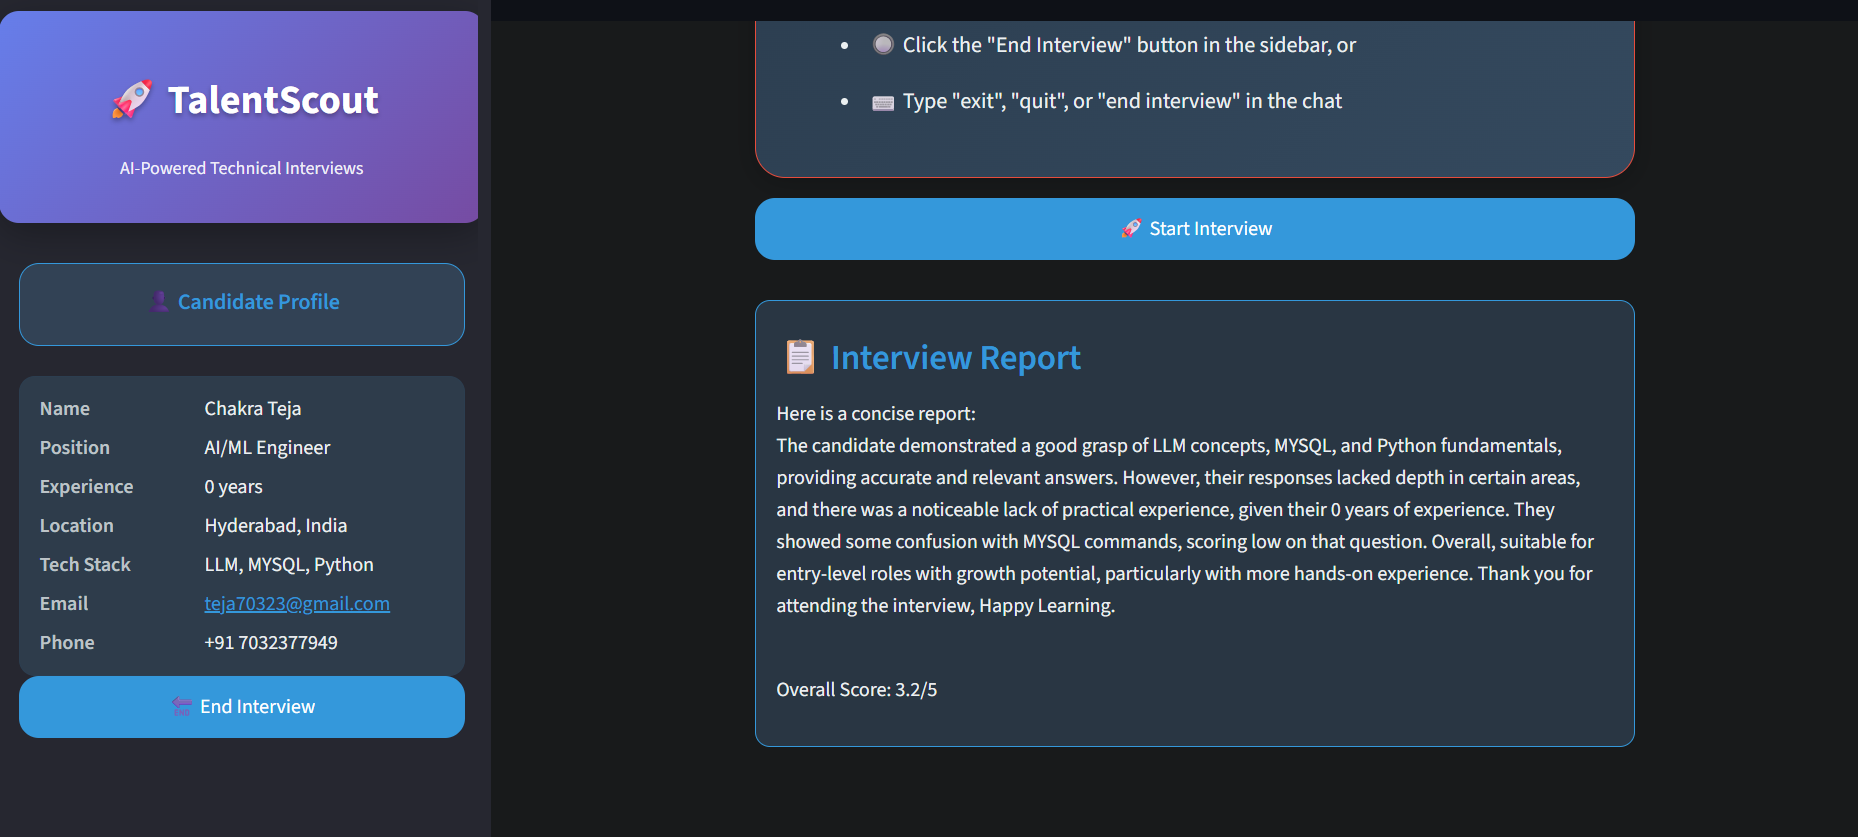 TalentScout
AI-Powered Technical Interviews
Candidate Profile
Name Chakra Teja
Position AI/ML Engineer
Experience 0 years
Location Hyderabad, India
Tech Stack LLM, MYSQL, Python
Email teja70323@gmail.com
Phone +91 7032377949
End Interview
Click the "End Interview" button in the sidebar, or
Type "exit", "quit", or "end interview" in the chat
Start Interview
Interview Report
Here is a concise report:
The candidate demonstrated a good grasp of LLM concepts, MYSQL, and Python fundamentals,
providing accurate and relevant answers. However, their responses lacked depth in certain areas,
and there was a noticeable lack of practical experience, given their 0 years of experience. They
showed some confusion with MYSQL commands, scoring low on that question. Overall, suitable for
entry-level roles with growth potential, particularly with more hands-on experience. Thank you for
attending the interview, Happy Learning.
Overall Score: 3.2/5